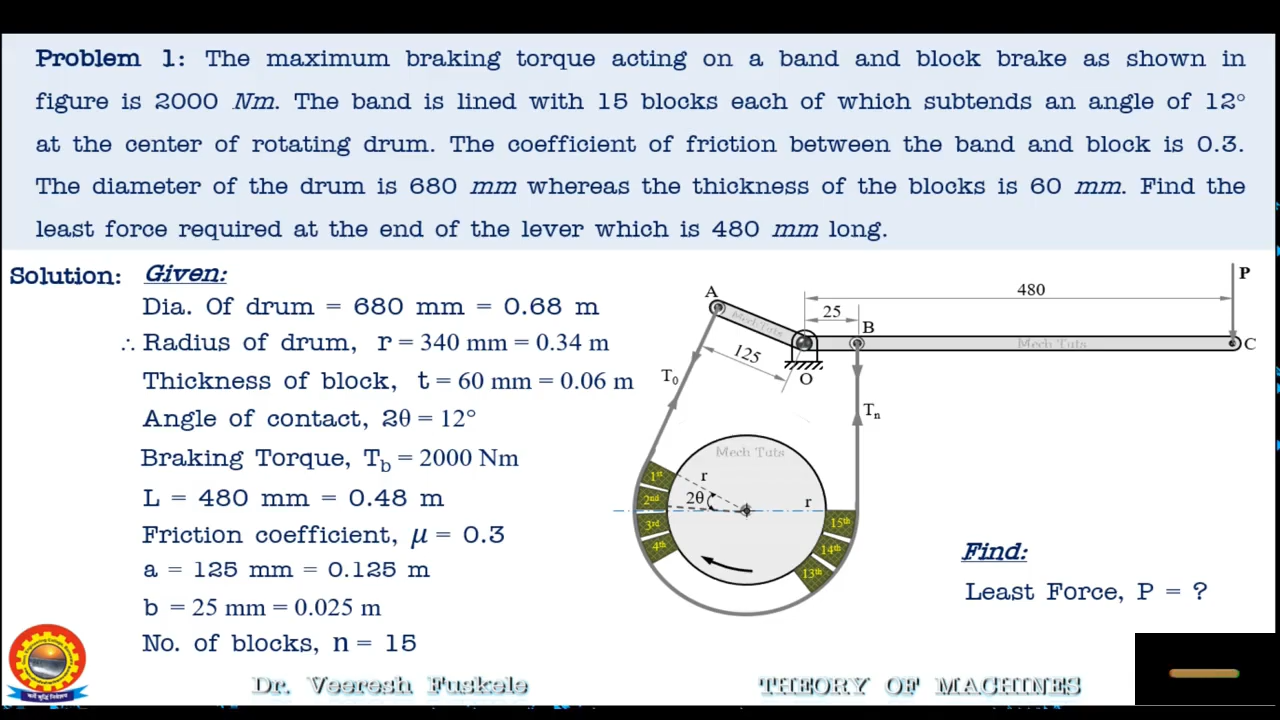 Problem 1: The maximum braking torque acting on a band and block brake as shown in
figure is 2000 Nm. The band is lined with 15 blocks each of which subtends an angle of 12°
at the center of rotating drum. The coefficient of friction between the band and block is 0.3.
The diameter of the drum is 680 mm whereas the thickness of the blocks is 60 mm. Find the
least force required at the end of the lever which is 480 mm long.
Solution: Given:
Dia. Of drum = 680 mm = 0.68 m
∴ Radius of drum, r = 340 mm = 0.34 m
Thickness of block, t = 60 mm = 0.06 m
Angle of contact, 2θ = 12°
Braking Torque, T_b = 2000 Nm
L = 480 mm = 0.48 m
Friction coefficient, μ = 0.3
a = 125 mm = 0.125 m
b = 25 mm = 0.025 m
No. of blocks, n = 15
P
480
A
25
B
Mech Tuts
Mech Tuts
C
125
O
T₀
Tₙ
Mech Tuts
1st
r
2nd
2θ
r
3rd
15th
4th
14th
13th
Find:
Least Force, P = ?
Dr. Veeresh Fuskele
THEORY OF MACHINES